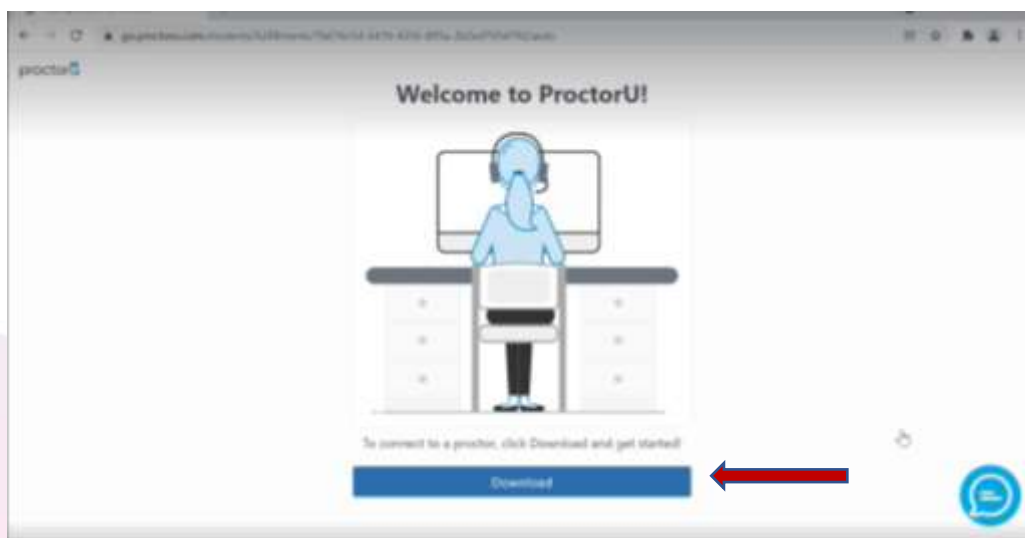 proctorU
Welcome to ProctorU!
To connect to a proctor, click Download and get started!
Download